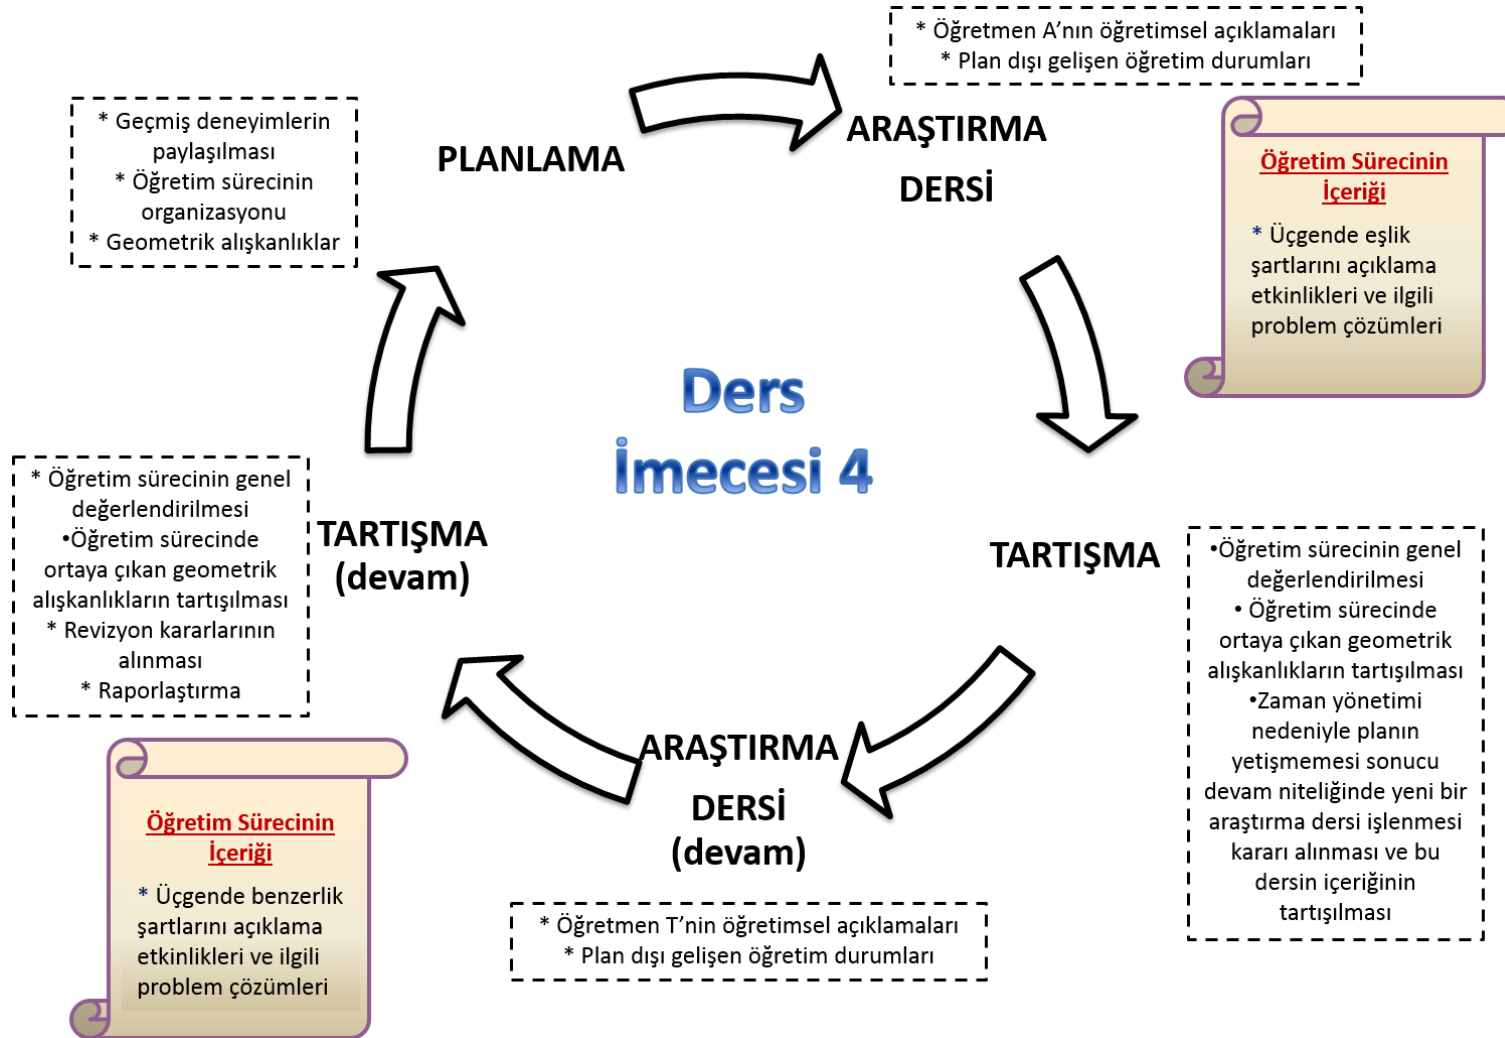 * Öğretmen A'nın öğretimsel açıklamaları
* Plan dışı gelişen öğretim durumları
* Geçmiş deneyimlerin
paylaşılması
* Öğretim sürecinin
organizasyonu
* Geometrik alışkanlıklar
PLANLAMA
ARAŞTIRMA
DERSİ
Öğretim Sürecinin
İçeriği
* Üçgende eşlik
şartlarını açıklama
etkinlikleri ve ilgili
problem çözümleri
Ders
İmecesi 4
* Öğretim sürecinin genel
değerlendirilmesi
•Öğretim sürecinde
ortaya çıkan geometrik
alışkanlıkların tartışılması
* Revizyon kararlarının
alınması
* Raporlaştırma
TARTIŞMA
(devam)
TARTIŞMA
•Öğretim sürecinin genel
değerlendirilmesi
• Öğretim sürecinde
ortaya çıkan geometrik
alışkanlıkların tartışılması
•Zaman yönetimi
nedeniyle planın
yetişmemesi sonucu
devam niteliğinde yeni bir
araştırma dersi işlenmesi
kararı alınması ve bu
dersin içeriğinin
tartışılması
ARAŞTIRMA
DERSİ
(devam)
Öğretim Sürecinin
İçeriği
* Üçgende benzerlik
şartlarını açıklama
etkinlikleri ve ilgili
problem çözümleri
* Öğretmen T'nin öğretimsel açıklamaları
* Plan dışı gelişen öğretim durumları